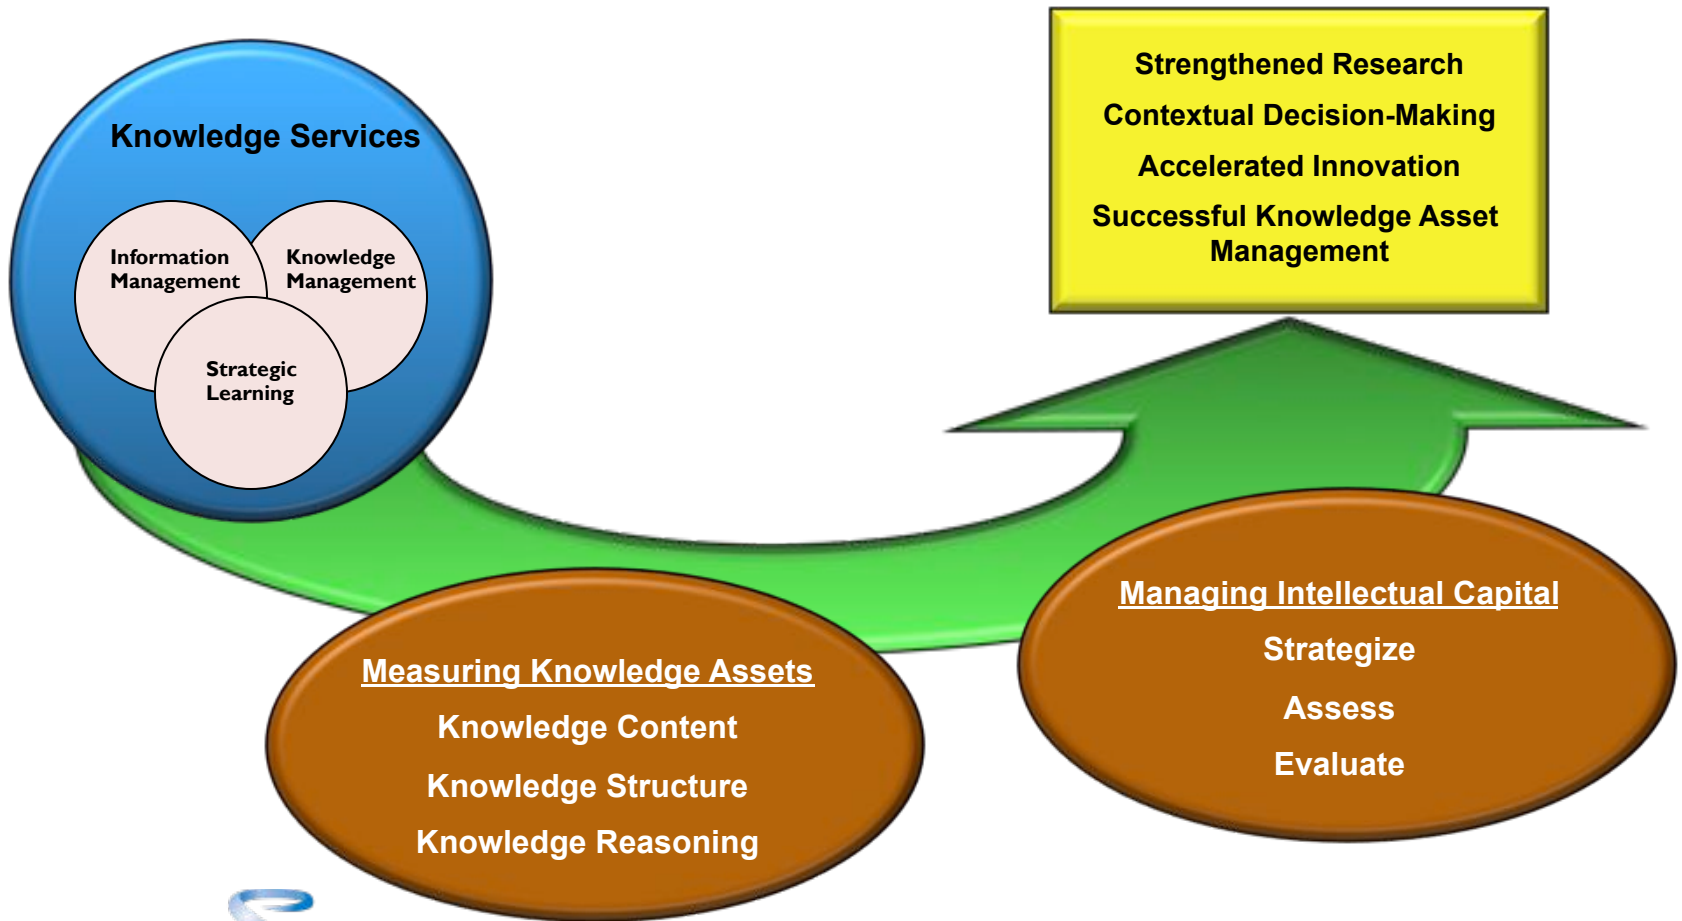 Knowledge Services
Information
Management
Knowledge
Management
Strategic
Learning
Strengthened Research
Contextual Decision-Making
Accelerated Innovation
Successful Knowledge Asset
Management
Measuring Knowledge Assets
Knowledge Content
Knowledge Structure
Knowledge Reasoning
Managing Intellectual Capital
Strategize
Assess
Evaluate